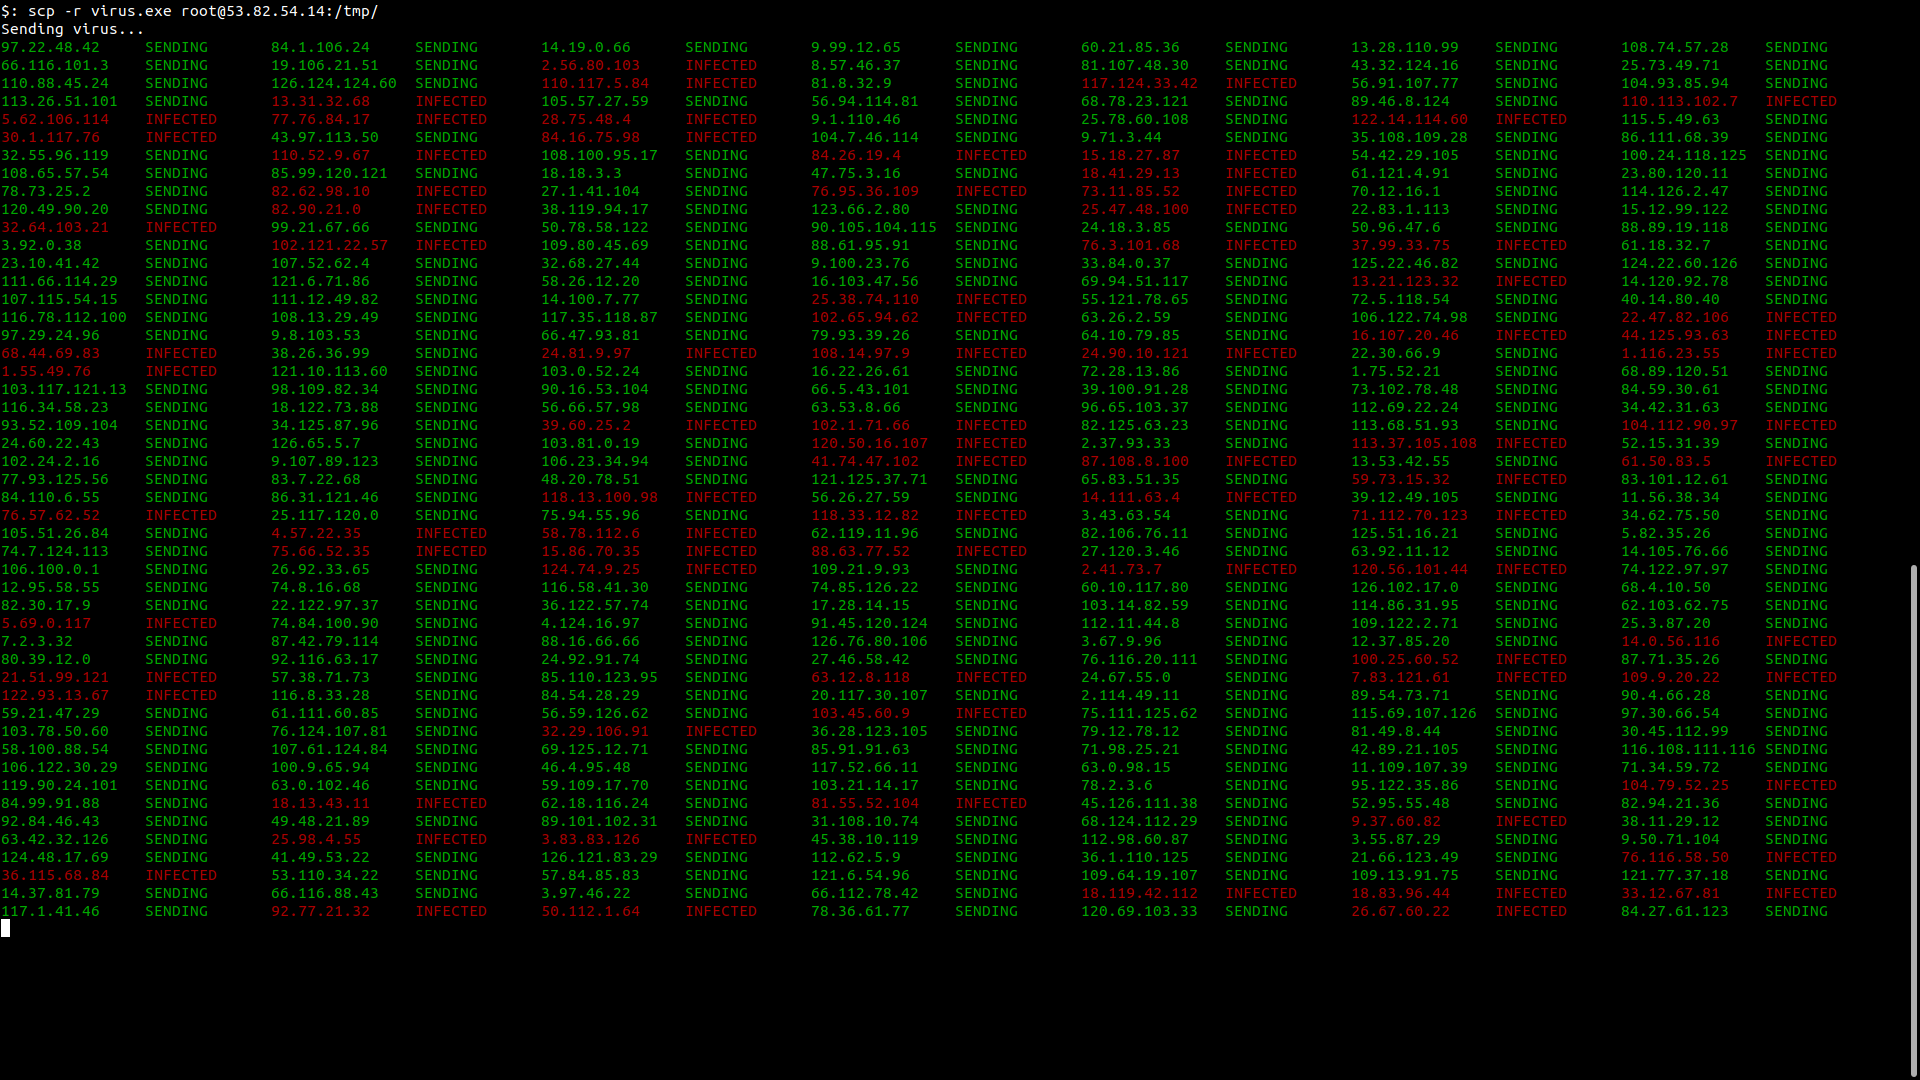 $: scp -r virus.exe root@53.82.54.14:/tmp/
Sending virus...
97.22.48.42 SENDING 84.1.106.24 SENDING 14.19.0.66 SENDING 9.99.12.65 SENDING 60.21.85.36 SENDING 13.28.110.99 SENDING 108.74.57.28 SENDING
66.116.101.3 SENDING 19.106.21.51 SENDING 2.56.80.103 INFECTED 8.57.46.37 SENDING 81.107.48.30 SENDING 43.32.124.16 SENDING 25.73.49.71 SENDING
110.88.45.24 SENDING 126.124.124.60 SENDING 110.117.5.84 INFECTED 81.8.32.9 SENDING 117.124.33.42 INFECTED 56.91.107.77 SENDING 104.93.85.94 SENDING
113.26.51.101 SENDING 13.31.32.68 INFECTED 105.57.27.59 SENDING 56.94.114.81 SENDING 68.78.23.121 SENDING 89.46.8.124 SENDING 110.113.102.7 INFECTED
5.62.106.114 INFECTED 77.76.84.17 INFECTED 28.75.48.4 INFECTED 9.1.110.46 SENDING 25.78.60.108 SENDING 122.14.114.60 INFECTED 115.5.49.63 SENDING
30.1.117.76 INFECTED 43.97.113.50 SENDING 84.16.75.98 INFECTED 104.7.46.114 SENDING 9.71.3.44 SENDING 35.108.109.28 SENDING 86.111.68.39 SENDING
32.55.96.119 SENDING 110.52.9.67 INFECTED 108.100.95.17 SENDING 84.26.19.4 INFECTED 15.18.27.87 INFECTED 54.42.29.105 SENDING 100.24.118.125 SENDING
108.65.57.54 SENDING 85.99.120.121 SENDING 18.18.3.3 SENDING 47.75.3.16 SENDING 18.41.29.13 INFECTED 61.121.4.91 SENDING 23.80.120.11 SENDING
78.73.25.2 SENDING 82.62.98.10 INFECTED 27.1.41.104 SENDING 76.95.36.109 INFECTED 73.11.85.52 INFECTED 70.12.16.1 SENDING 114.126.2.47 SENDING
120.49.90.20 SENDING 82.90.21.0 INFECTED 38.119.94.17 SENDING 123.66.2.80 SENDING 25.47.48.100 INFECTED 22.83.1.113 SENDING 15.12.99.122 SENDING
32.64.103.21 INFECTED 99.21.67.66 SENDING 50.78.58.122 SENDING 90.105.104.115 SENDING 24.18.3.85 SENDING 50.96.47.6 SENDING 88.89.19.118 SENDING
3.92.0.38 SENDING 102.121.22.57 INFECTED 109.80.45.69 SENDING 88.61.95.91 SENDING 76.3.101.68 INFECTED 37.99.33.75 INFECTED 61.18.32.7 SENDING
23.10.41.42 SENDING 107.52.62.4 SENDING 32.68.27.44 SENDING 9.100.23.76 SENDING 33.84.0.37 SENDING 125.22.46.82 SENDING 124.22.60.126 SENDING
111.66.114.29 SENDING 121.6.71.86 SENDING 58.26.12.20 SENDING 16.103.47.56 SENDING 69.94.51.117 SENDING 13.21.123.32 INFECTED 14.120.92.78 SENDING
107.115.54.15 SENDING 111.12.49.82 SENDING 14.100.7.77 SENDING 25.38.74.110 INFECTED 55.121.78.65 SENDING 72.5.118.54 SENDING 40.14.80.40 SENDING
116.78.112.100 SENDING 108.13.29.49 SENDING 117.35.118.87 SENDING 102.65.94.62 INFECTED 63.26.2.59 SENDING 106.122.74.98 SENDING 22.47.82.106 INFECTED
97.29.24.96 SENDING 9.8.103.53 SENDING 66.47.93.81 SENDING 79.93.39.26 SENDING 64.10.79.85 SENDING 16.107.20.46 INFECTED 44.125.93.63 INFECTED
68.44.69.83 INFECTED 38.26.36.99 SENDING 24.81.9.97 INFECTED 108.14.97.9 INFECTED 24.90.10.121 INFECTED 22.30.66.9 SENDING 1.116.23.55 INFECTED
1.55.49.76 INFECTED 121.10.113.60 SENDING 103.0.52.24 SENDING 16.22.26.61 SENDING 72.28.13.86 SENDING 1.75.52.21 SENDING 68.89.120.51 SENDING
103.117.121.13 SENDING 98.109.82.34 SENDING 90.16.53.104 SENDING 66.5.43.101 SENDING 39.100.91.28 SENDING 73.102.78.48 SENDING 84.59.30.61 SENDING
116.34.58.23 SENDING 18.122.73.88 SENDING 56.66.57.98 SENDING 63.53.8.66 SENDING 96.65.103.37 SENDING 112.69.22.24 SENDING 34.42.31.63 SENDING
93.52.109.104 SENDING 34.125.87.96 SENDING 39.60.25.2 INFECTED 102.1.71.66 INFECTED 82.125.63.23 SENDING 113.68.51.93 SENDING 104.112.90.97 INFECTED
24.60.22.43 SENDING 126.65.5.7 SENDING 103.81.0.19 SENDING 120.50.16.107 INFECTED 2.37.93.33 SENDING 113.37.105.108 INFECTED 52.15.31.39 SENDING
102.24.2.16 SENDING 9.107.89.123 SENDING 106.23.34.94 SENDING 41.74.47.102 INFECTED 87.108.8.100 INFECTED 13.53.42.55 SENDING 61.50.83.5 INFECTED
77.93.125.56 SENDING 83.7.22.68 SENDING 48.20.78.51 SENDING 121.125.37.71 SENDING 65.83.51.35 SENDING 59.73.15.32 INFECTED 83.101.12.61 SENDING
84.110.6.55 SENDING 86.31.121.46 SENDING 118.13.100.98 INFECTED 56.26.27.59 SENDING 14.111.63.4 INFECTED 39.12.49.105 SENDING 11.56.38.34 SENDING
76.57.62.52 INFECTED 25.117.120.0 SENDING 75.94.55.96 SENDING 118.33.12.82 INFECTED 3.43.63.54 SENDING 71.112.70.123 INFECTED 34.62.75.50 SENDING
105.51.26.84 SENDING 4.57.22.35 INFECTED 58.78.112.6 INFECTED 62.119.11.96 SENDING 82.106.76.11 SENDING 125.51.16.21 SENDING 5.82.35.26 SENDING
74.7.124.113 SENDING 75.66.52.35 INFECTED 15.86.70.35 INFECTED 88.63.77.52 INFECTED 27.120.3.46 SENDING 63.92.11.12 SENDING 14.105.76.66 SENDING
106.100.0.1 SENDING 26.92.33.65 SENDING 124.74.9.25 INFECTED 109.21.9.93 SENDING 2.41.73.7 INFECTED 120.56.101.44 INFECTED 74.122.97.97 SENDING
12.95.58.55 SENDING 74.8.16.68 SENDING 116.58.41.30 SENDING 74.85.126.22 SENDING 60.10.117.80 SENDING 126.102.17.0 SENDING 68.4.10.50 SENDING
82.30.17.9 SENDING 22.122.97.37 SENDING 36.122.57.74 SENDING 17.28.14.15 SENDING 103.14.82.59 SENDING 114.86.31.95 SENDING 62.103.62.75 SENDING
5.69.0.117 INFECTED 74.84.100.90 SENDING 4.124.16.97 SENDING 91.45.120.124 SENDING 112.11.44.8 SENDING 109.122.2.71 SENDING 25.3.87.20 SENDING
7.2.3.32 SENDING 87.42.79.114 SENDING 88.16.66.66 SENDING 126.76.80.106 SENDING 3.67.9.96 SENDING 12.37.85.20 SENDING 14.0.56.116 INFECTED
80.39.12.0 SENDING 92.116.63.17 SENDING 24.92.91.74 SENDING 27.46.58.42 SENDING 76.116.20.111 SENDING 100.25.60.52 INFECTED 87.71.35.26 SENDING
21.51.99.121 INFECTED 57.38.71.73 SENDING 85.110.123.95 SENDING 63.12.8.118 INFECTED 24.67.55.0 SENDING 7.83.121.61 INFECTED 109.9.20.22 INFECTED
122.93.13.67 INFECTED 116.8.33.28 SENDING 84.54.28.29 SENDING 20.117.30.107 SENDING 2.114.49.11 SENDING 89.54.73.71 SENDING 90.4.66.28 SENDING
59.21.47.29 SENDING 61.111.60.85 SENDING 56.59.126.62 SENDING 103.45.60.9 INFECTED 75.111.125.62 SENDING 115.69.107.126 SENDING 97.30.66.54 SENDING
103.78.50.60 SENDING 76.124.107.81 SENDING 32.29.106.91 INFECTED 36.28.123.105 SENDING 79.12.78.12 SENDING 81.49.8.44 SENDING 30.45.112.99 SENDING
58.100.88.54 SENDING 107.61.124.84 SENDING 69.125.12.71 SENDING 85.91.91.63 SENDING 71.98.25.21 SENDING 42.89.21.105 SENDING 116.108.111.116 SENDING
106.122.30.29 SENDING 100.9.65.94 SENDING 46.4.95.48 SENDING 117.52.66.11 SENDING 63.0.98.15 SENDING 11.109.107.39 SENDING 71.34.59.72 SENDING
119.90.24.101 SENDING 63.0.102.46 SENDING 59.109.17.70 SENDING 103.21.14.17 SENDING 78.2.3.6 SENDING 95.122.35.86 SENDING 104.79.52.25 INFECTED
84.99.91.88 SENDING 18.13.43.11 INFECTED 62.18.116.24 SENDING 81.55.52.104 INFECTED 45.126.111.38 SENDING 52.95.55.48 SENDING 82.94.21.36 SENDING
92.84.46.43 SENDING 49.48.21.89 SENDING 89.101.102.31 SENDING 31.108.10.74 SENDING 68.124.112.29 SENDING 9.37.60.82 INFECTED 38.11.29.12 SENDING
63.42.32.126 SENDING 25.98.4.55 INFECTED 3.83.83.126 INFECTED 45.38.10.119 SENDING 112.98.60.87 SENDING 3.55.87.29 SENDING 9.50.71.104 SENDING
124.48.17.69 SENDING 41.49.53.22 SENDING 126.121.83.29 SENDING 112.62.5.9 SENDING 36.1.110.125 SENDING 21.66.123.49 SENDING 76.116.58.50 INFECTED
36.115.68.84 INFECTED 53.110.34.22 SENDING 57.84.85.83 SENDING 121.6.54.96 SENDING 109.64.19.107 SENDING 109.13.91.75 SENDING 121.77.37.18 SENDING
14.37.81.79 SENDING 66.116.88.43 SENDING 3.97.46.22 SENDING 66.112.78.42 SENDING 18.119.42.112 INFECTED 18.83.96.44 INFECTED 33.12.67.81 INFECTED
117.1.41.46 SENDING 92.77.21.32 INFECTED 50.112.1.64 INFECTED 78.36.61.77 SENDING 120.69.103.33 SENDING 26.67.60.22 INFECTED 84.27.61.123 SENDING